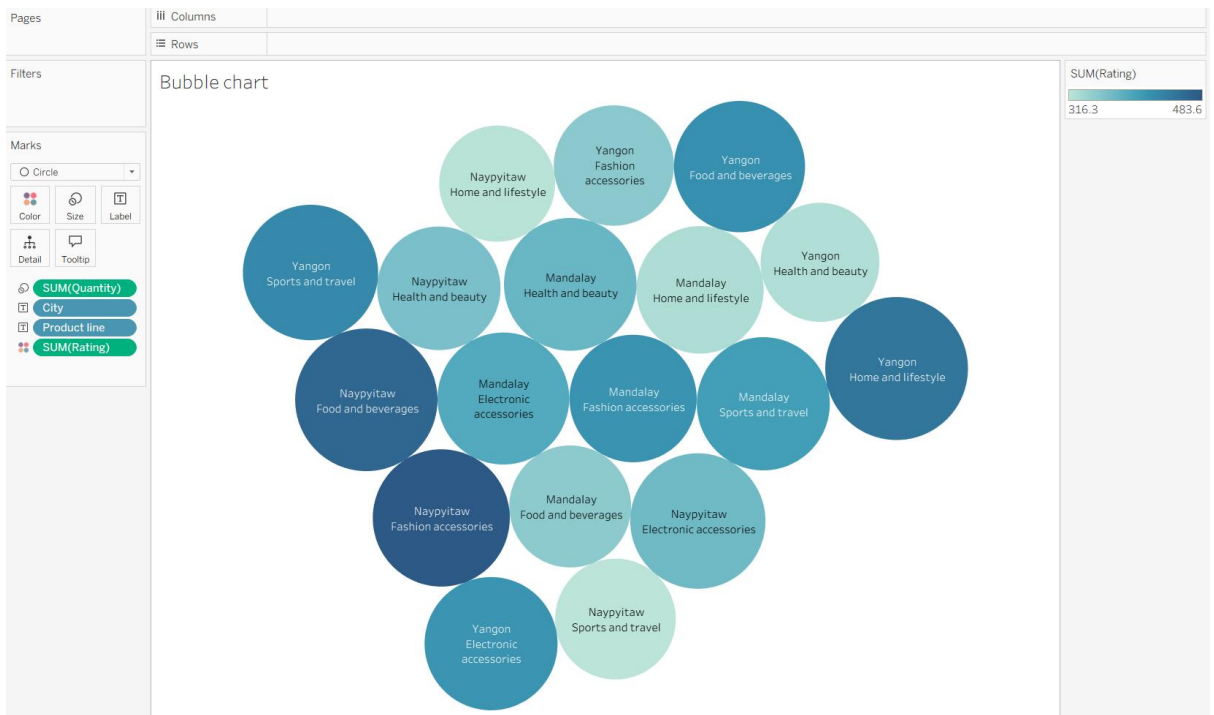 Pages
iii Columns
Rows
Filters
Marks
Circle
Color
Size
T
Label
Detail
Tooltip
SUM(Quantity)
T City
T Product line
SUM(Rating)
Bubble chart
Naypyitaw
Home and lifestyle
Yangon
Fashion
accessories
Yangon
Food and beverages
Yangon
Sports and travel
Naypyitaw
Health and beauty
Mandalay
Health and beauty
Mandalay
Home and lifestyle
Yangon
Health and beauty
Naypyitaw
Food and beverages
Mandalay
Electronic
accessories
Mandalay
Fashion accessories
Mandalay
Sports and travel
Yangon
Home and lifestyle
Naypyitaw
Fashion accessories
Mandalay
Food and beverages
Naypyitaw
Electronic accessories
Yangon
Electronic
accessories
Naypyitaw
Sports and travel
SUM(Rating)
316.3 483.6